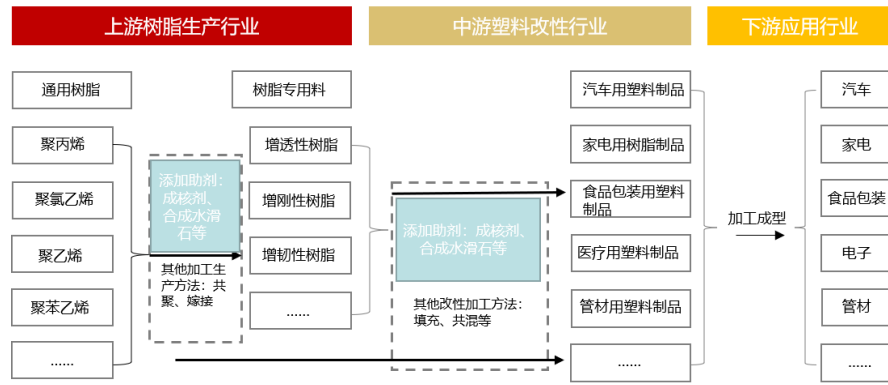 上游树脂生产行业
中游塑料改性行业
下游应用行业
通用树脂
聚丙烯
聚氯乙烯
聚乙烯
聚苯乙烯
......
添加助剂：
成核剂、
合成水滑
石等
其他加工生
产方法：共
聚、嫁接
树脂专用料
增透性树脂
增刚性树脂
增韧性树脂
......
添加助剂：成核剂、
合成水滑石等
其他改性加工方法：
填充、共混等
汽车用塑料制品
家电用树脂制品
食品包装用塑料
制品
医疗用塑料制品
管材用塑料制品
......
加工成型
汽车
家电
食品包装
电子
管材
......